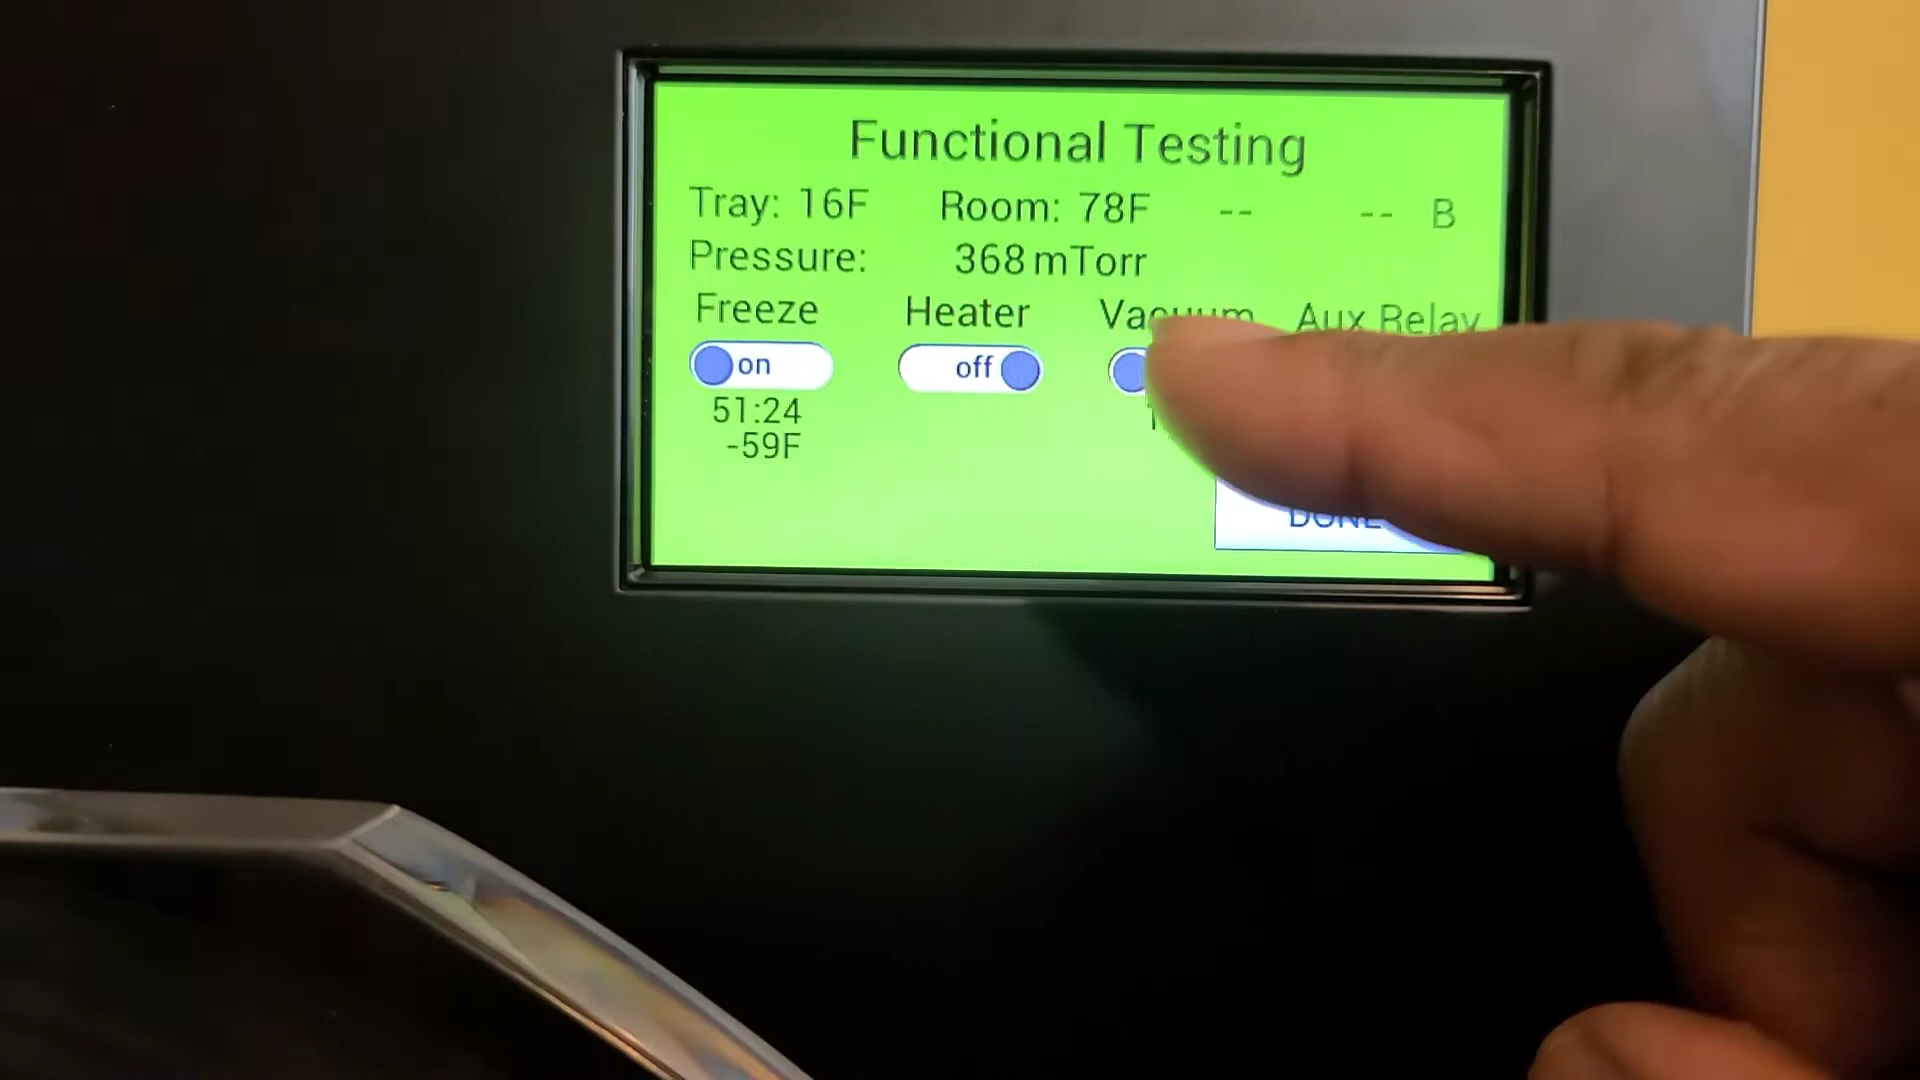 Functional Testing
Tray: 16F Room: 78F -- -- B
Pressure: 368 mTorr
Freeze Heater Vacuum Aux Relay
on off
51:24
-59F
DONE